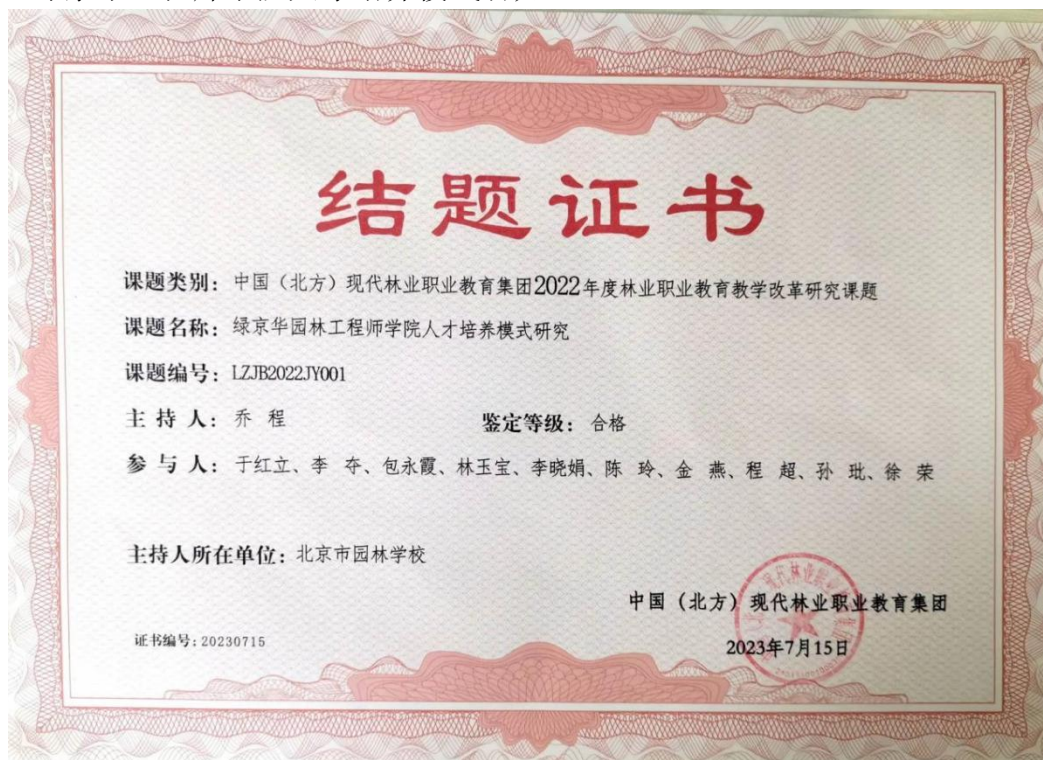 结题证书
课题类别：中国（北方）现代林业职业教育集团2022年度林业职业教育教学改革研究课题
课题名称：绿京华园林工程师学院人才培养模式研究
课题编号：LZJB2022JY001
主 持 人：乔 程 鉴定等级：合格
参 与 人：于红立、李 夺、包永霞、林玉宝、李晓娟、陈 玲、金 燕、程 超、孙 玭、徐 荣
主持人所在单位：北京市园林学校
中国（北方）现代林业职业教育集团
证书编号：20230715
2023年7月15日